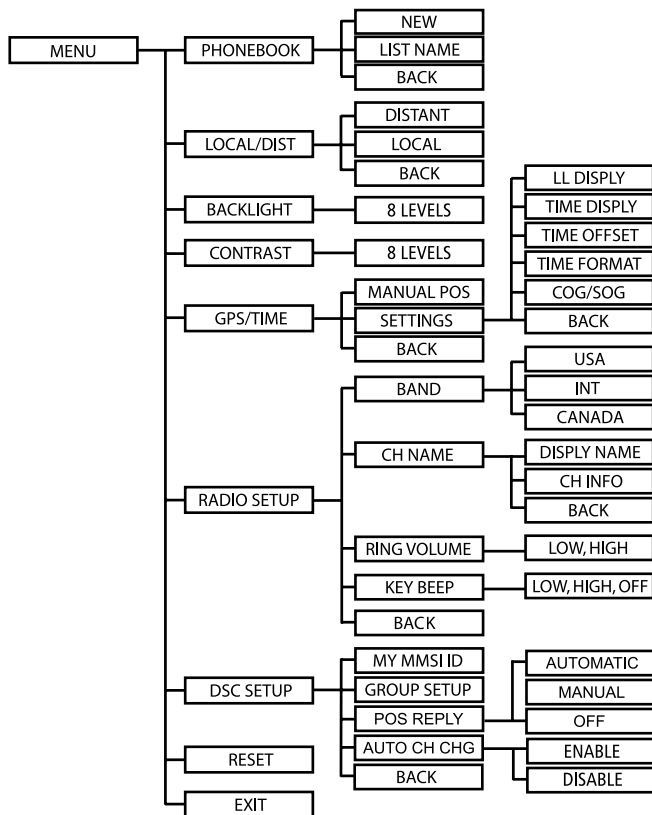 MENU
PHONEBOOK
NEW
LIST NAME
BACK
LOCAL/DIST
DISTANT
LOCAL
BACK
BACKLIGHT
8 LEVELS
CONTRAST
8 LEVELS
GPS/TIME
MANUAL POS
SETTINGS
BACK
LL DISPLY
TIME DISPLY
TIME OFFSET
TIME FORMAT
COG/SOG
BACK
RADIO SETUP
BAND
USA
INT
CANADA
CH NAME
DISPLY NAME
CH INFO
BACK
RING VOLUME
LOW, HIGH
KEY BEEP
LOW, HIGH, OFF
BACK
DSC SETUP
MY MMSI ID
GROUP SETUP
POS REPLY
AUTOMATIC
MANUAL
OFF
AUTO CH CHG
ENABLE
DISABLE
BACK
RESET
EXIT